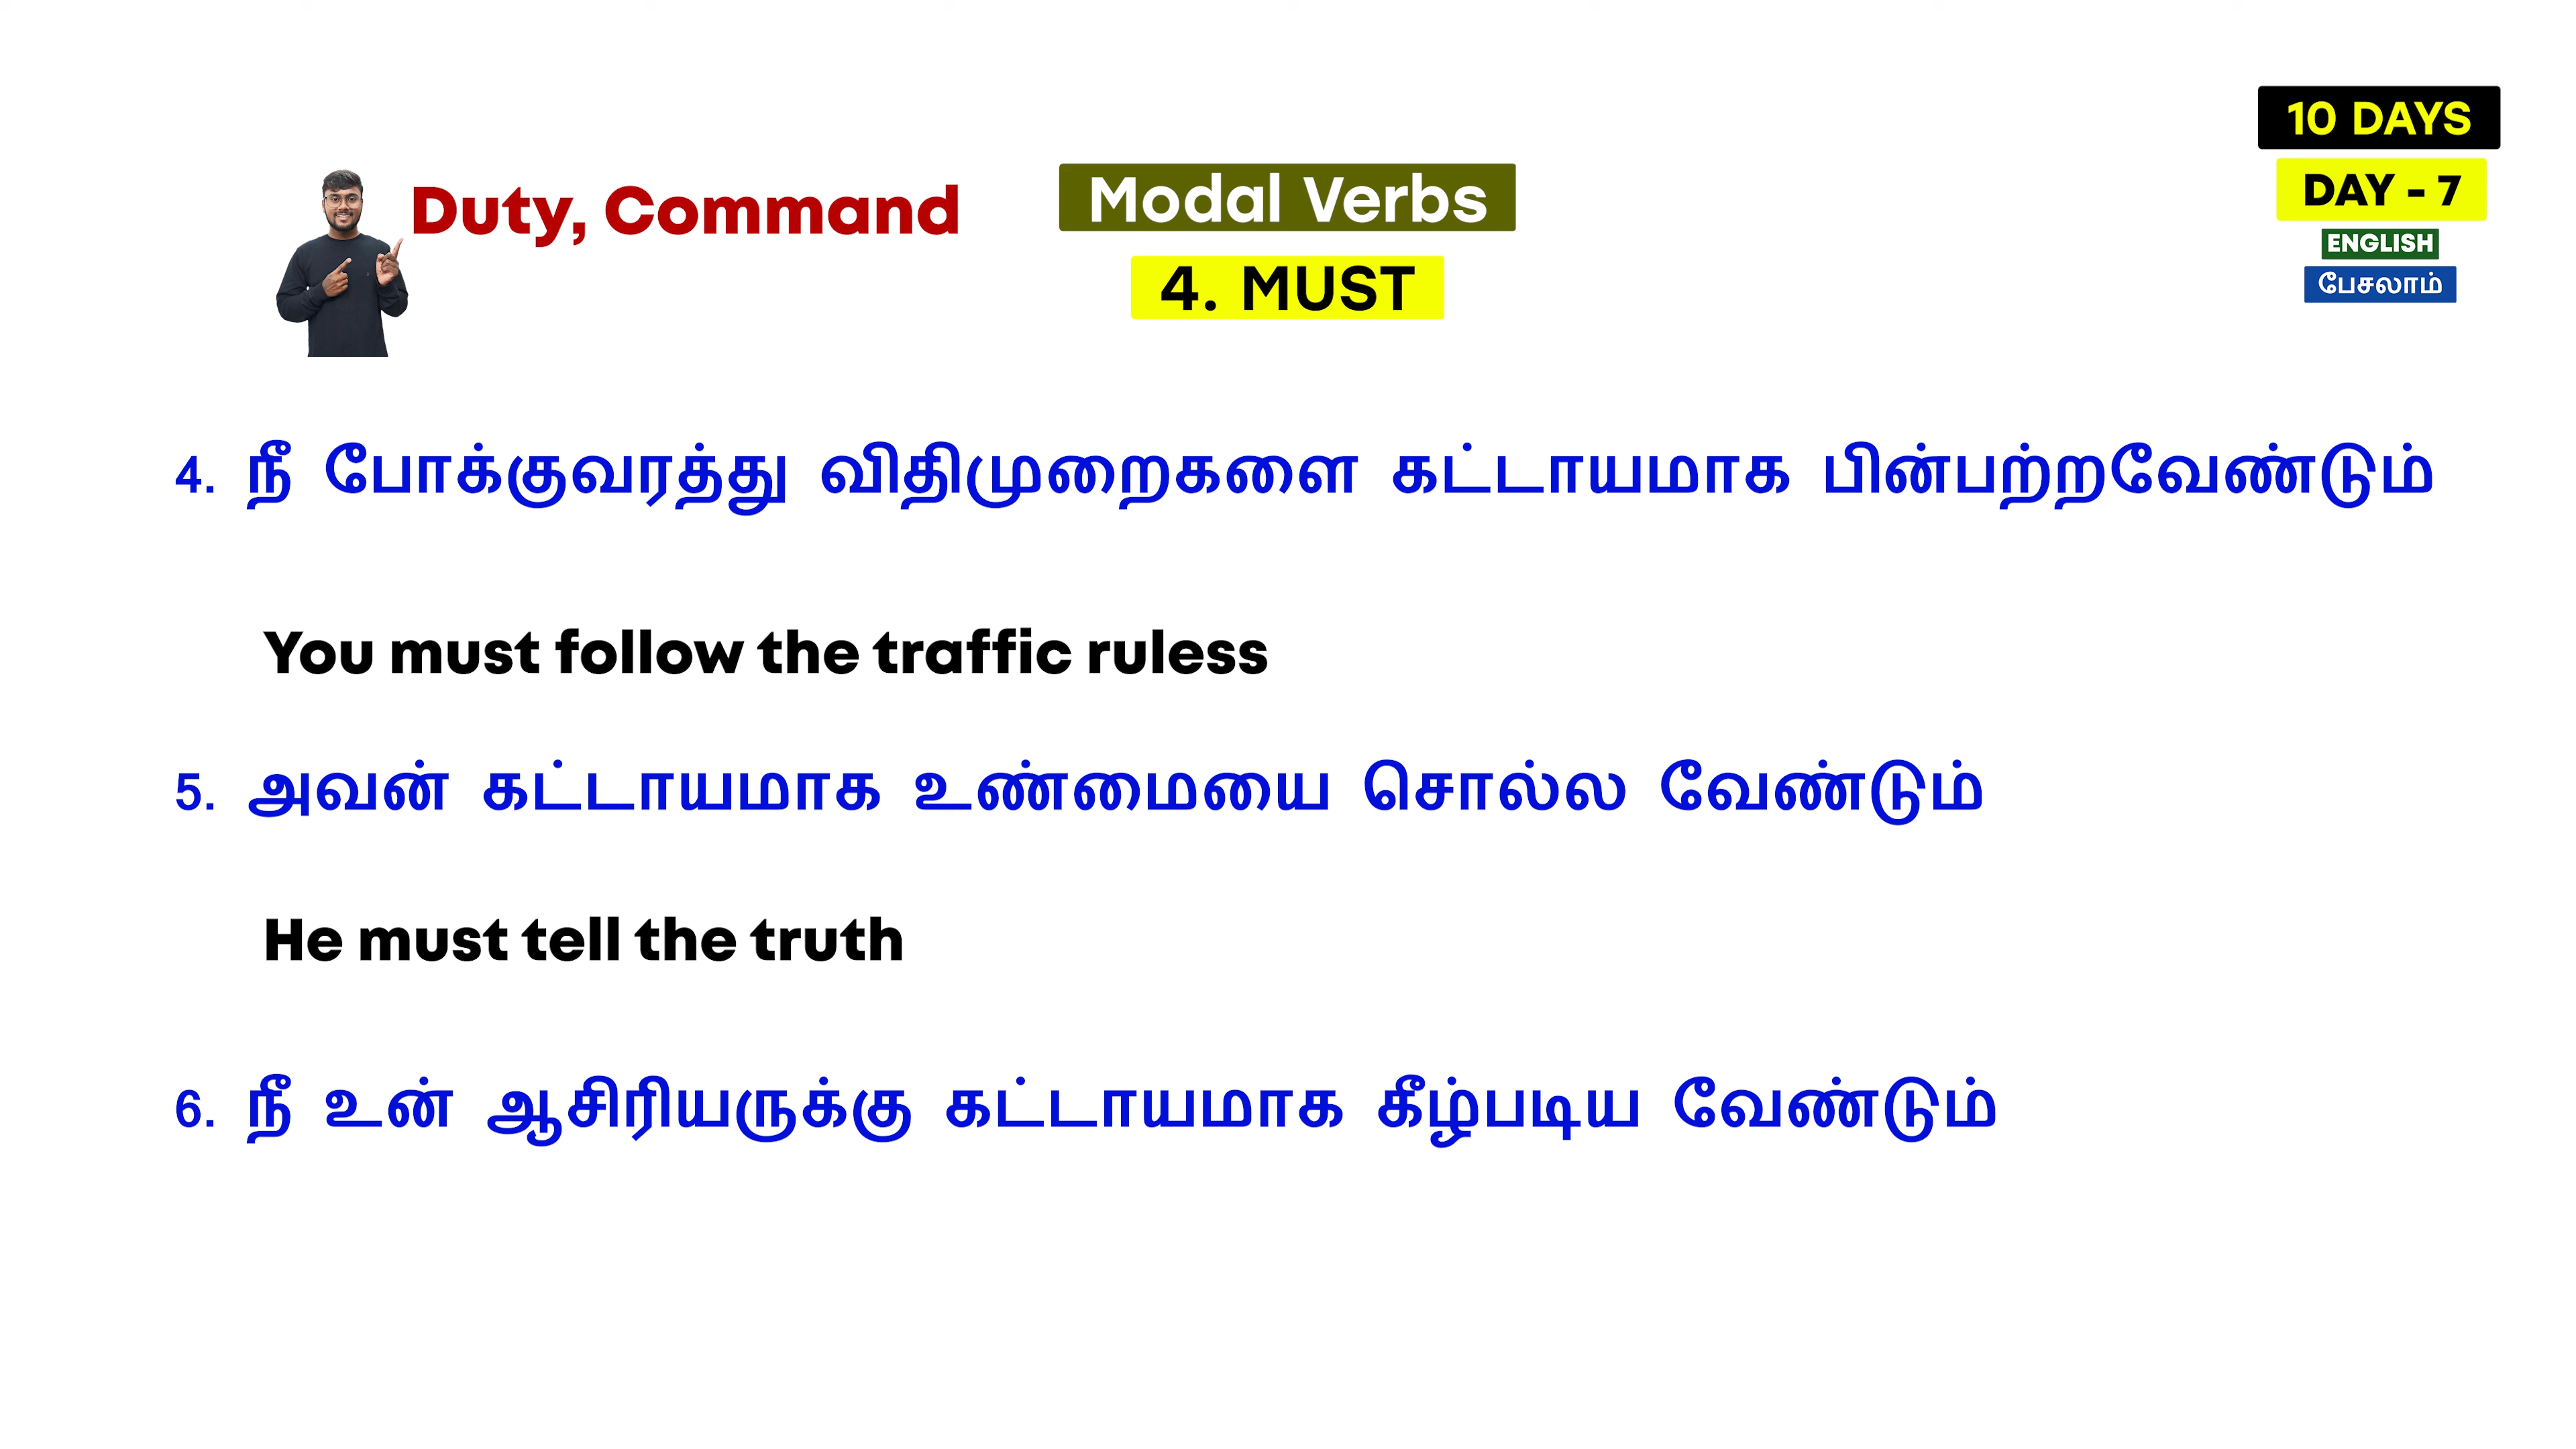 Duty, Command
Modal Verbs
4. MUST
10 DAYS
DAY - 7
ENGLISH
பேசலாம்
4. நீ போக்குவரத்து விதிமுறைகளை கட்டாயமாக பின்பற்றவேண்டும்
You must follow the traffic ruless
5. அவன் கட்டாயமாக உண்மையை சொல்ல வேண்டும்
He must tell the truth
6. நீ உன் ஆசிரியருக்கு கட்டாயமாக கீழ்படிய வேண்டும்